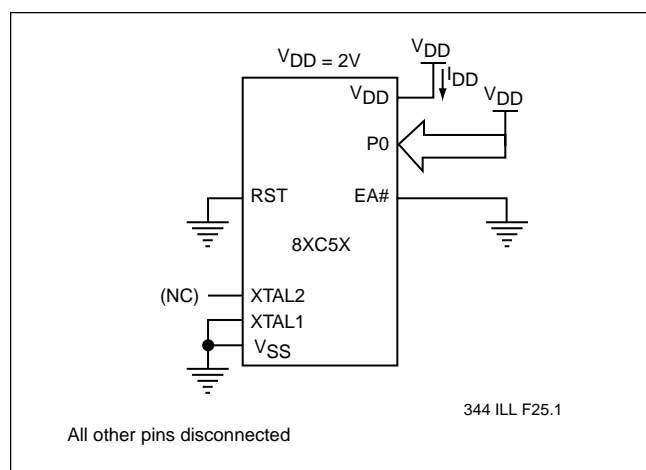 VDD = 2V
VDD
IDD
VDD
VDD
P0
RST
EA#
8XC5X
(NC)
XTAL2
XTAL1
VSS
344 ILL F25.1
All other pins disconnected